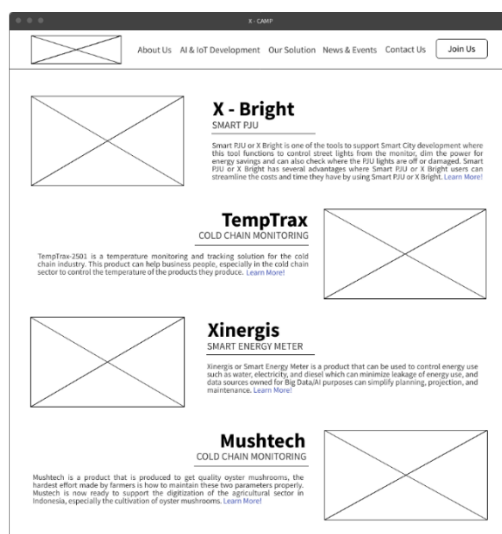 X - CAMP
About Us AI & IoT Development Our Solution News & Events Contact Us Join Us
X - Bright
SMART PJU
Smart PJU or X Bright is one of the tools to support Smart City development where
this tool functions to control street lights from the monitor, dim the power for
energy savings and can also check where the PJU lights are off or damaged. Smart
PJU or X Bright has several advantages where Smart PJU or X Bright users can
streamline the costs and time they have by using Smart PJU or X Bright. Learn More!
TempTrax
COLD CHAIN MONITORING
TempTrax-2501 is a temperature monitoring and tracking solution for the cold
chain industry. This product can help business people, especially in the cold chain
sector to control the temperature of the products they produce. Learn More!
Xinergis
SMART ENERGY METER
Xinergis or Smart Energy Meter is a product that can be used to control energy use
such as water, electricity, and diesel which can minimize leakage of energy use, and
data sources owned for Big Data/AI purposes can simplify planning, projection, and
maintenance. Learn More!
Mushtech
COLD CHAIN MONITORING
Mushtech is a product that is produced to get quality oyster mushrooms, the
hardest effort made by farmers is how to maintain these two parameters properly.
Mustech is now ready to support the digitization of the agricultural sector in
Indonesia, especially the cultivation of oyster mushrooms. Learn More!